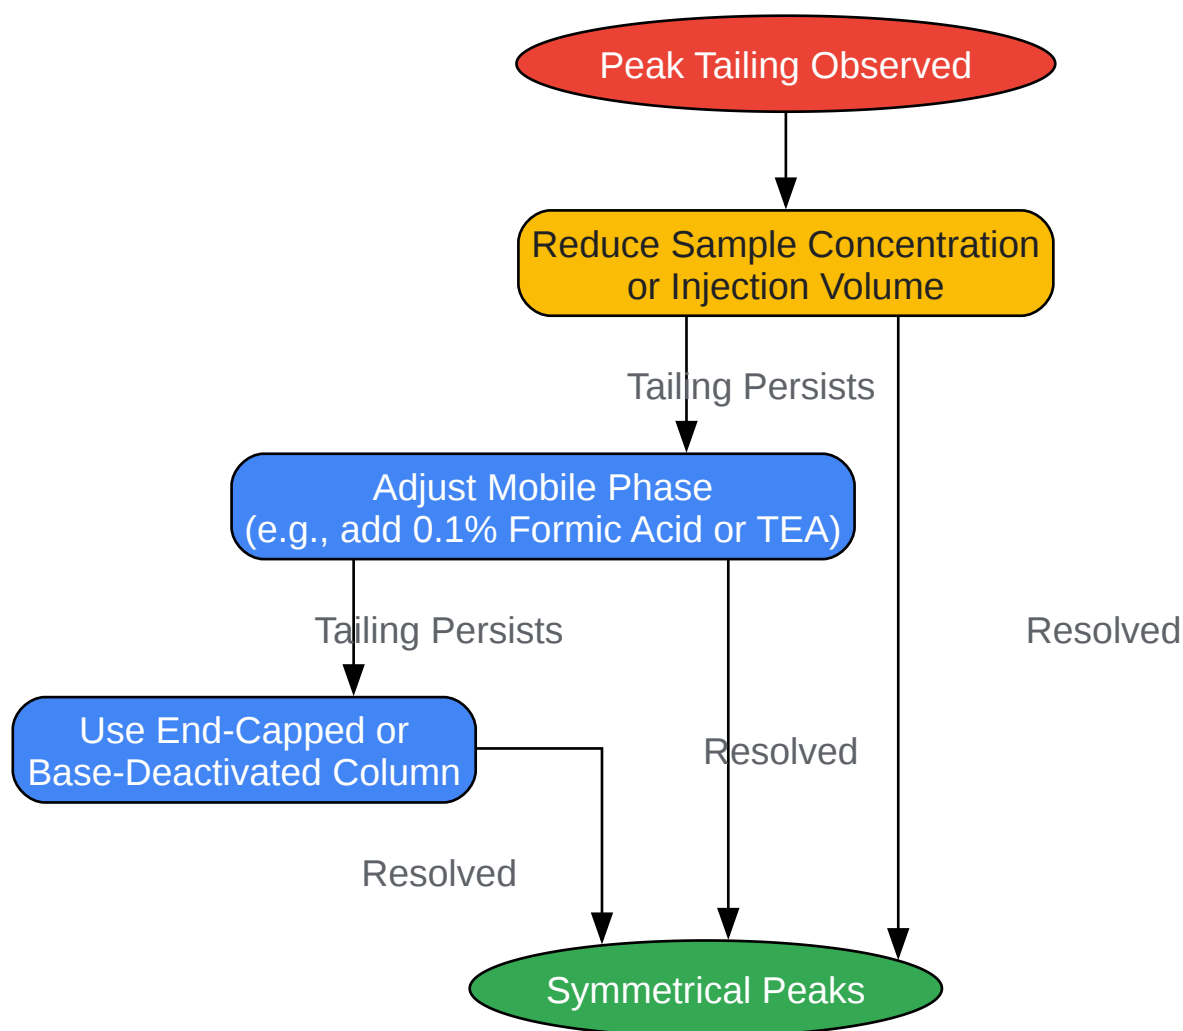 Peak Tailing Observed
Reduce Sample Concentration
or Injection Volume
Tailing Persists
Adjust Mobile Phase
(e.g., add 0.1% Formic Acid or TEA)
Tailing Persists
Resolved
Use End-Capped or
Base-Deactivated Column
Resolved
Resolved
Symmetrical Peaks